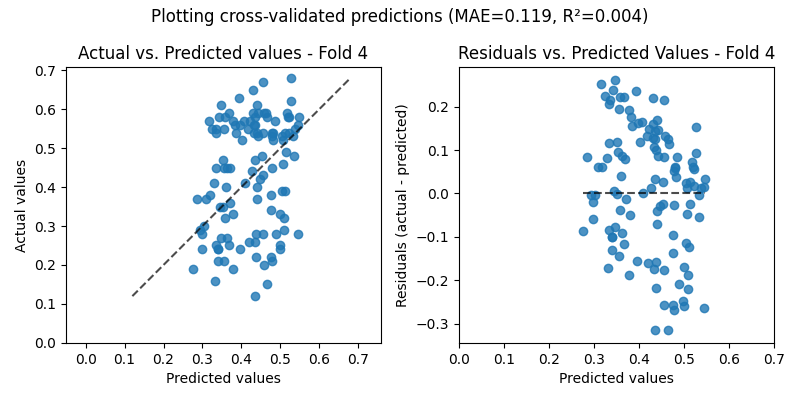 Plotting cross-validated predictions (MAE=0.119, R²=0.004)
Actual vs. Predicted values - Fold 4
Actual values
0.7
0.6
0.5
0.4
0.3
0.2
0.1
0.0
0.0 0.1 0.2 0.3 0.4 0.5 0.6 0.7
Predicted values
Residuals vs. Predicted Values - Fold 4
Residuals (actual - predicted)
0.2
0.1
0.0
−0.1
−0.2
−0.3
0.0 0.1 0.2 0.3 0.4 0.5 0.6 0.7
Predicted values